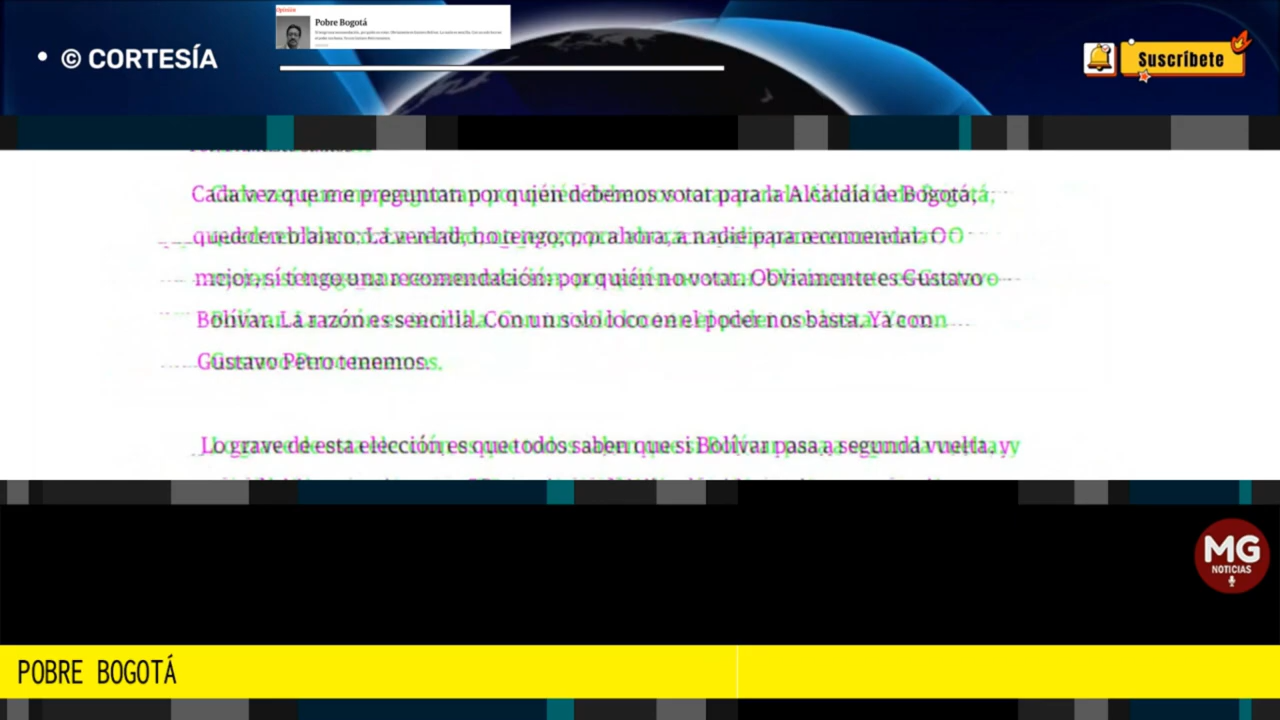 Opinión
Pobre Bogotá
• © CORTESÍA
Suscríbete
Cada vez que me preguntan por quién debemos votar para la Alcaldía de Bogotá,
quedo en blanco. La verdad, no tengo, por ahora, a nadie para recomendar. O
mejor, sí tengo una recomendación: por quién no votar. Obviamente es Gustavo
Bolívar. La razón es sencilla. Con un solo loco en el poder nos basta. Ya con
Gustavo Petro tenemos.
Lo grave de esta elección es que todos saben que si Bolívar pasa a segunda vuelta, y
MG
NOTICIAS
POBRE BOGOTÁ